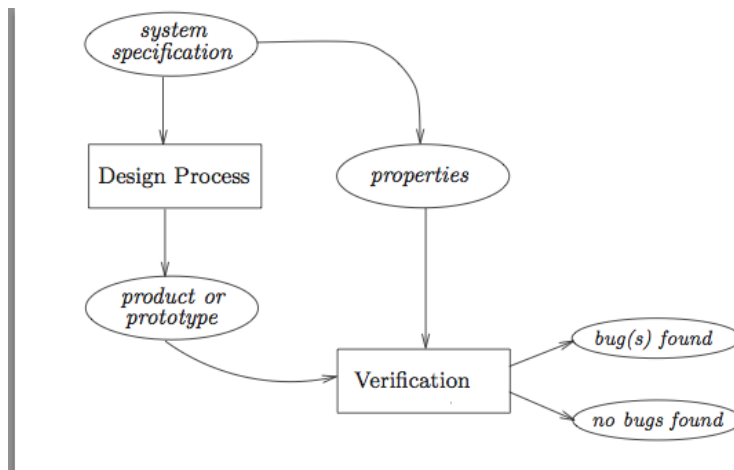 system
specification
Design Process
properties
product or
prototype
bug(s) found
Verification
no bugs found